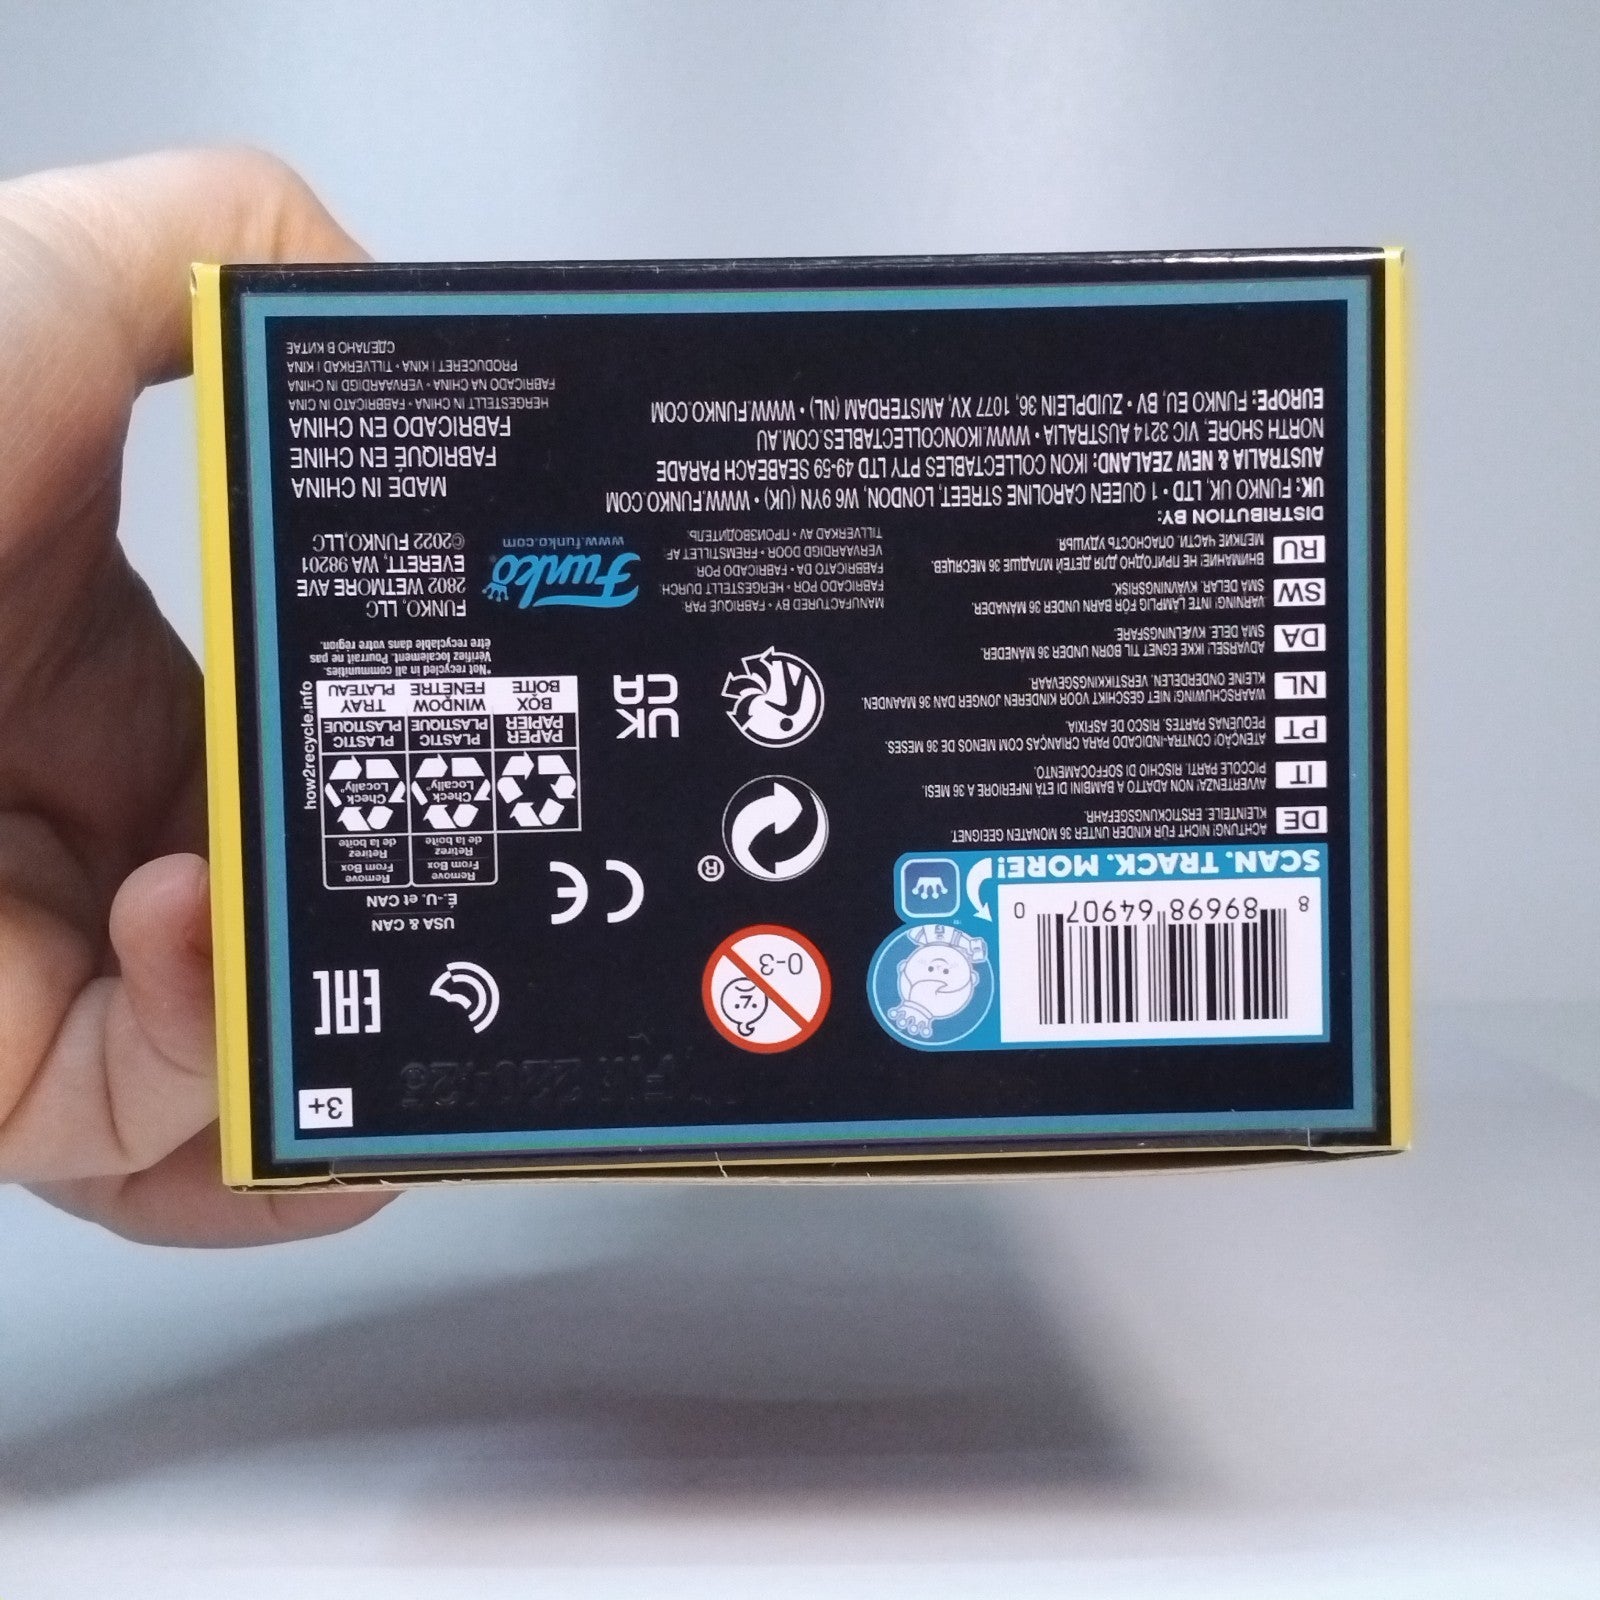 3+
EAC
SCAN. TRACK. MORE!
8 89698 64907 0
0-3
USA & CAN
É.-U. et CAN
Remove
From Box
Retirez
de la boîte
Remove
From Box
Retirez
de la boîte
Check
Locally*
Check
Locally*
PAPER
PAPIER
BOX
BOÎTE
PLASTIC
PLASTIQUE
WINDOW
FENÊTRE
PLASTIC
PLASTIQUE
TRAY
PLATEAU
how2recycle.info
*Not recycled in all communities.
Vérifiez localement. Pourrait ne pas
être recyclable dans votre région.
®
CE
UK
CA
DE
ACHTUNG! NICHT FÜR KINDER UNTER 36 MONATEN GEEIGNET.
KLEINTEILE. ERSTICKUNGSGEFAHR.
IT
AVVERTENZA! NON ADATTO A BAMBINI DI ETÀ INFERIORE A 36 MESI.
PICCOLE PARTI. RISCHIO DI SOFFOCAMENTO.
PT
ATENÇÃO! CONTRA-INDICADO PARA CRIANÇAS COM MENOS DE 36 MESES.
PEQUENAS PARTES. RISCO DE ASFIXIA.
NL
WAARSCHUWING! NIET GESCHIKT VOOR KINDEREN JONGER DAN 36 MAANDEN.
KLEINE ONDERDELEN. VERSTIKKINGSGEVAAR.
DA
ADVARSEL! IKKE EGNET TIL BØRN UNDER 36 MÅNEDER.
SMÅ DELE. KVÆLNINGSFARE.
SW
VARNING! INTE LÄMPLIG FÖR BARN UNDER 36 MÅNADER.
SMÅ DELAR. KVÄVNINGSRISK.
RU
ВНИМАНИЕ! НЕ ПРИГОДНО ДЛЯ ДЕТЕЙ МЛАДШЕ 36 МЕСЯЦЕВ.
МЕЛКИЕ ЧАСТИ. ОПАСНОСТЬ УДУШЬЯ.
MANUFACTURED BY • FABRIQUÉ PAR:
FABRICADO POR • HERGESTELLT DURCH:
FABBRICATO DA • FABRICADO POR:
VERVAARDIGD DOOR • FREMSTILLET AF:
TILLVERKAD AV • ПРОИЗВОДИТЕЛЬ:
Funko
www.funko.com
FUNKO, LLC
2802 WETMORE AVE
EVERETT, WA 98201
©2022 FUNKO,LLC
DISTRIBUTION BY:
UK: FUNKO UK, LTD • 1 QUEEN CAROLINE STREET, LONDON, W6 9YN (UK) • WWW.FUNKO.COM
AUSTRALIA & NEW ZEALAND: IKON COLLECTABLES PTY LTD 49-59 SEABEACH PARADE
NORTH SHORE, VIC 3214 AUSTRALIA • WWW.IKONCOLLECTABLES.COM.AU
EUROPE: FUNKO EU, BV • ZUIDPLEIN 36, 1077 XV, AMSTERDAM (NL) • WWW.FUNKO.COM
MADE IN CHINA
FABRIQUÉ EN CHINE
FABRICADO EN CHINA
HERGESTELLT IN CHINA • FABBRICATO IN CINA
FABRICADO NA CHINA • VERVAARDIGD IN CHINA
PRODUCERET I KINA • TILLVERKAD I KINA
СДЕЛАНО В КИТАЕ